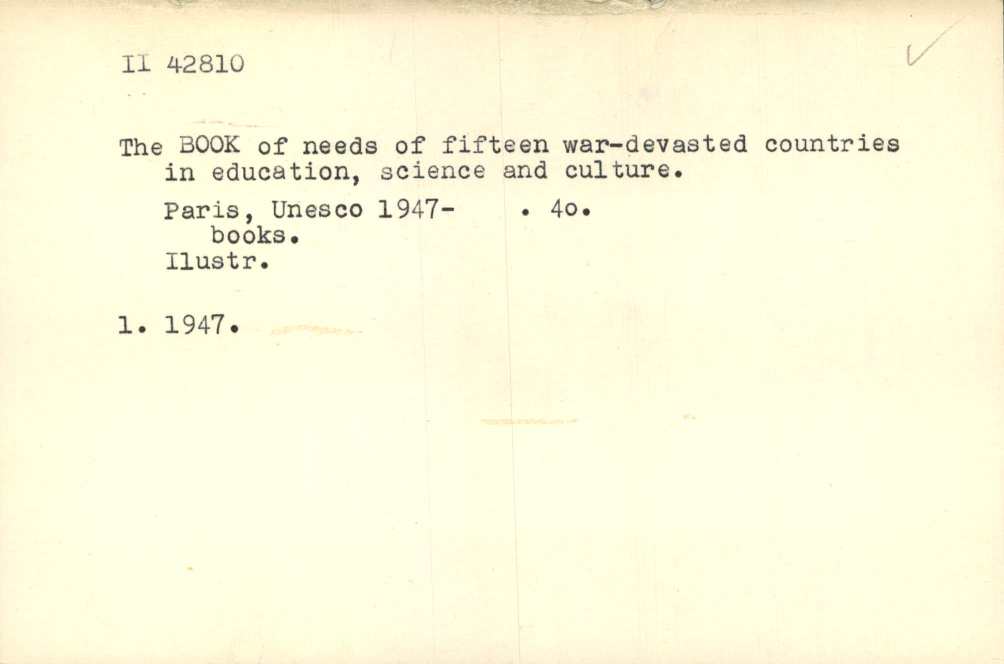 II 42810
The BOOK of needs of fifteen war-devasted countries
in education, science and culture.
Paris, Unesco 1947- . 4o.
books.
Ilustr.
1. 1947.